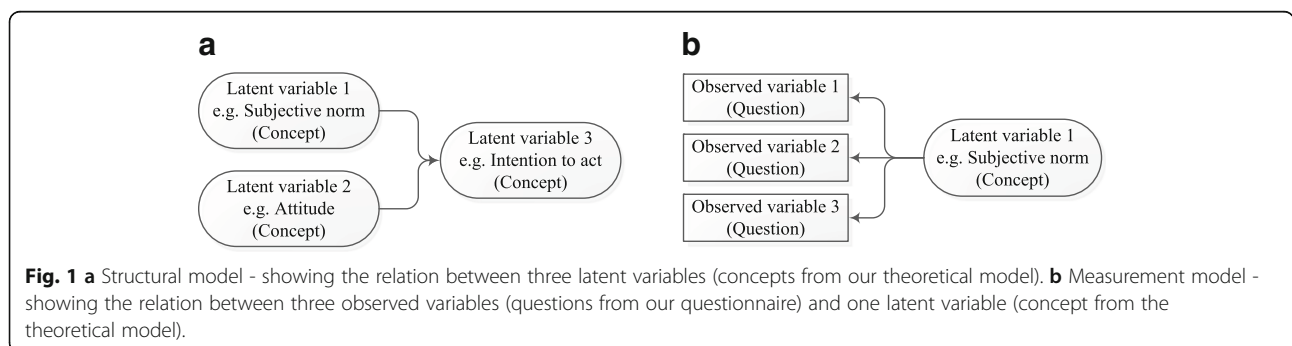 a
Latent variable 1
e.g. Subjective norm
(Concept)
Latent variable 2
e.g. Attitude
(Concept)
Latent variable 3
e.g. Intention to act
(Concept)
b
Observed variable 1
(Question)
Observed variable 2
(Question)
Observed variable 3
(Question)
Latent variable 1
e.g. Subjective norm
(Concept)
Fig. 1 a Structural model - showing the relation between three latent variables (concepts from our theoretical model). b Measurement model -
showing the relation between three observed variables (questions from our questionnaire) and one latent variable (concept from the
theoretical model).